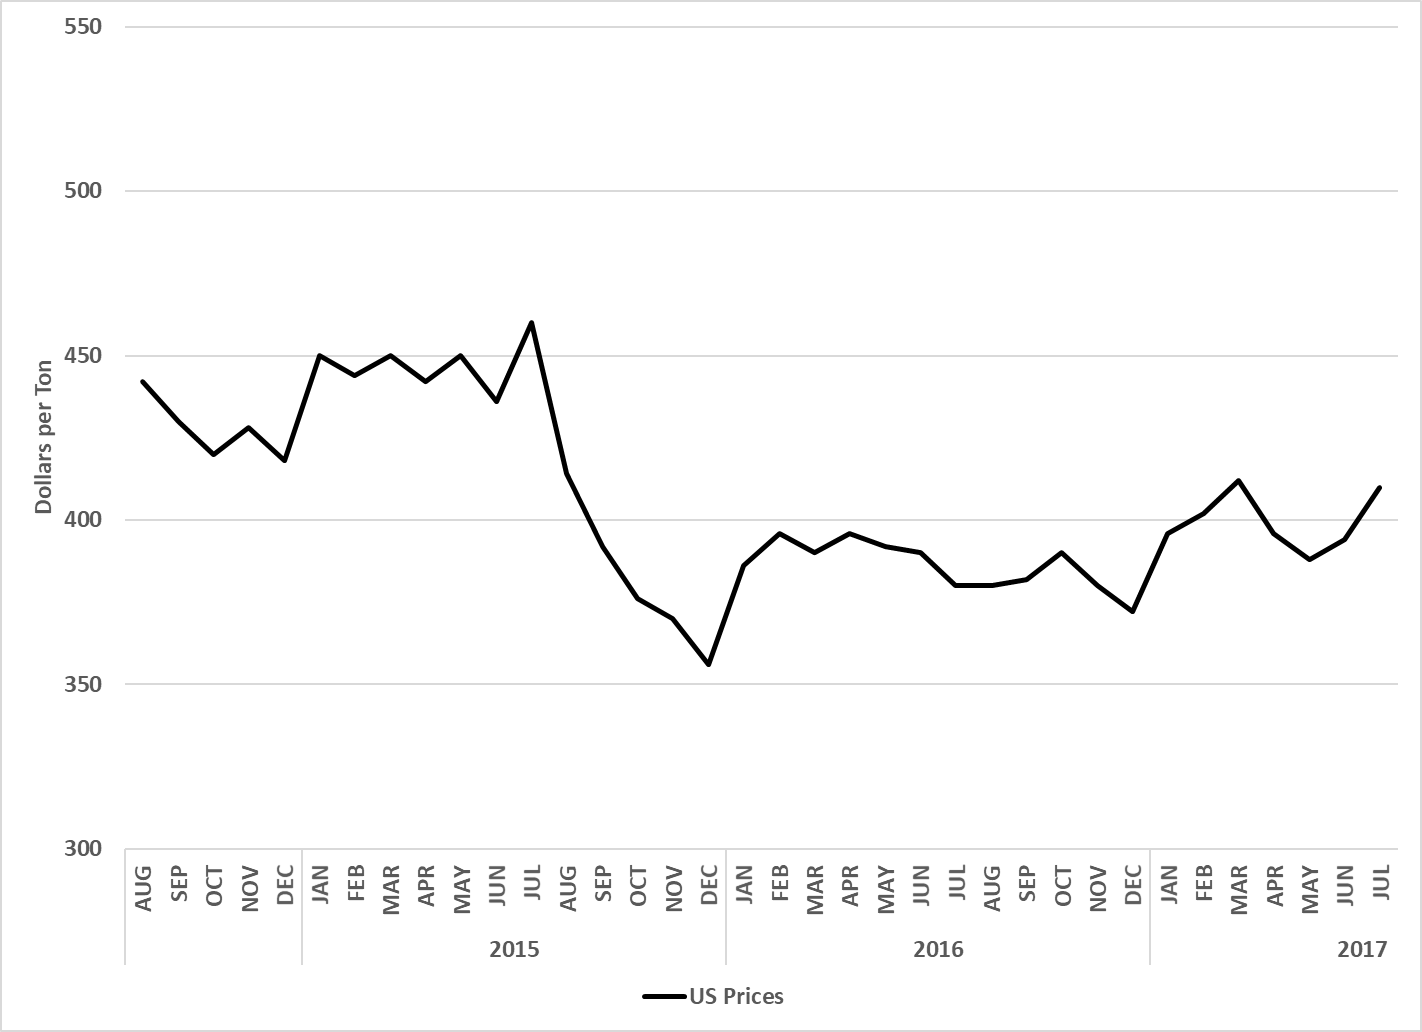 550
500
450
400
350
300
Dollars per Ton
AUG SEP OCT NOV DEC JAN FEB MAR APR MAY JUN JUL AUG SEP OCT NOV DEC JAN FEB MAR APR MAY JUN JUL AUG SEP OCT NOV DEC JAN FEB MAR APR MAY JUN JUL
2015 2016 2017
US Prices